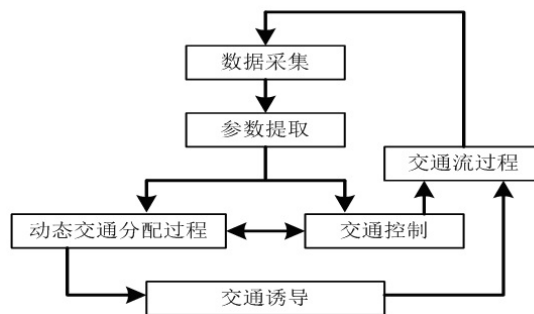 数据采集
参数提取
交通流过程
动态交通分配过程
交通控制
交通诱导